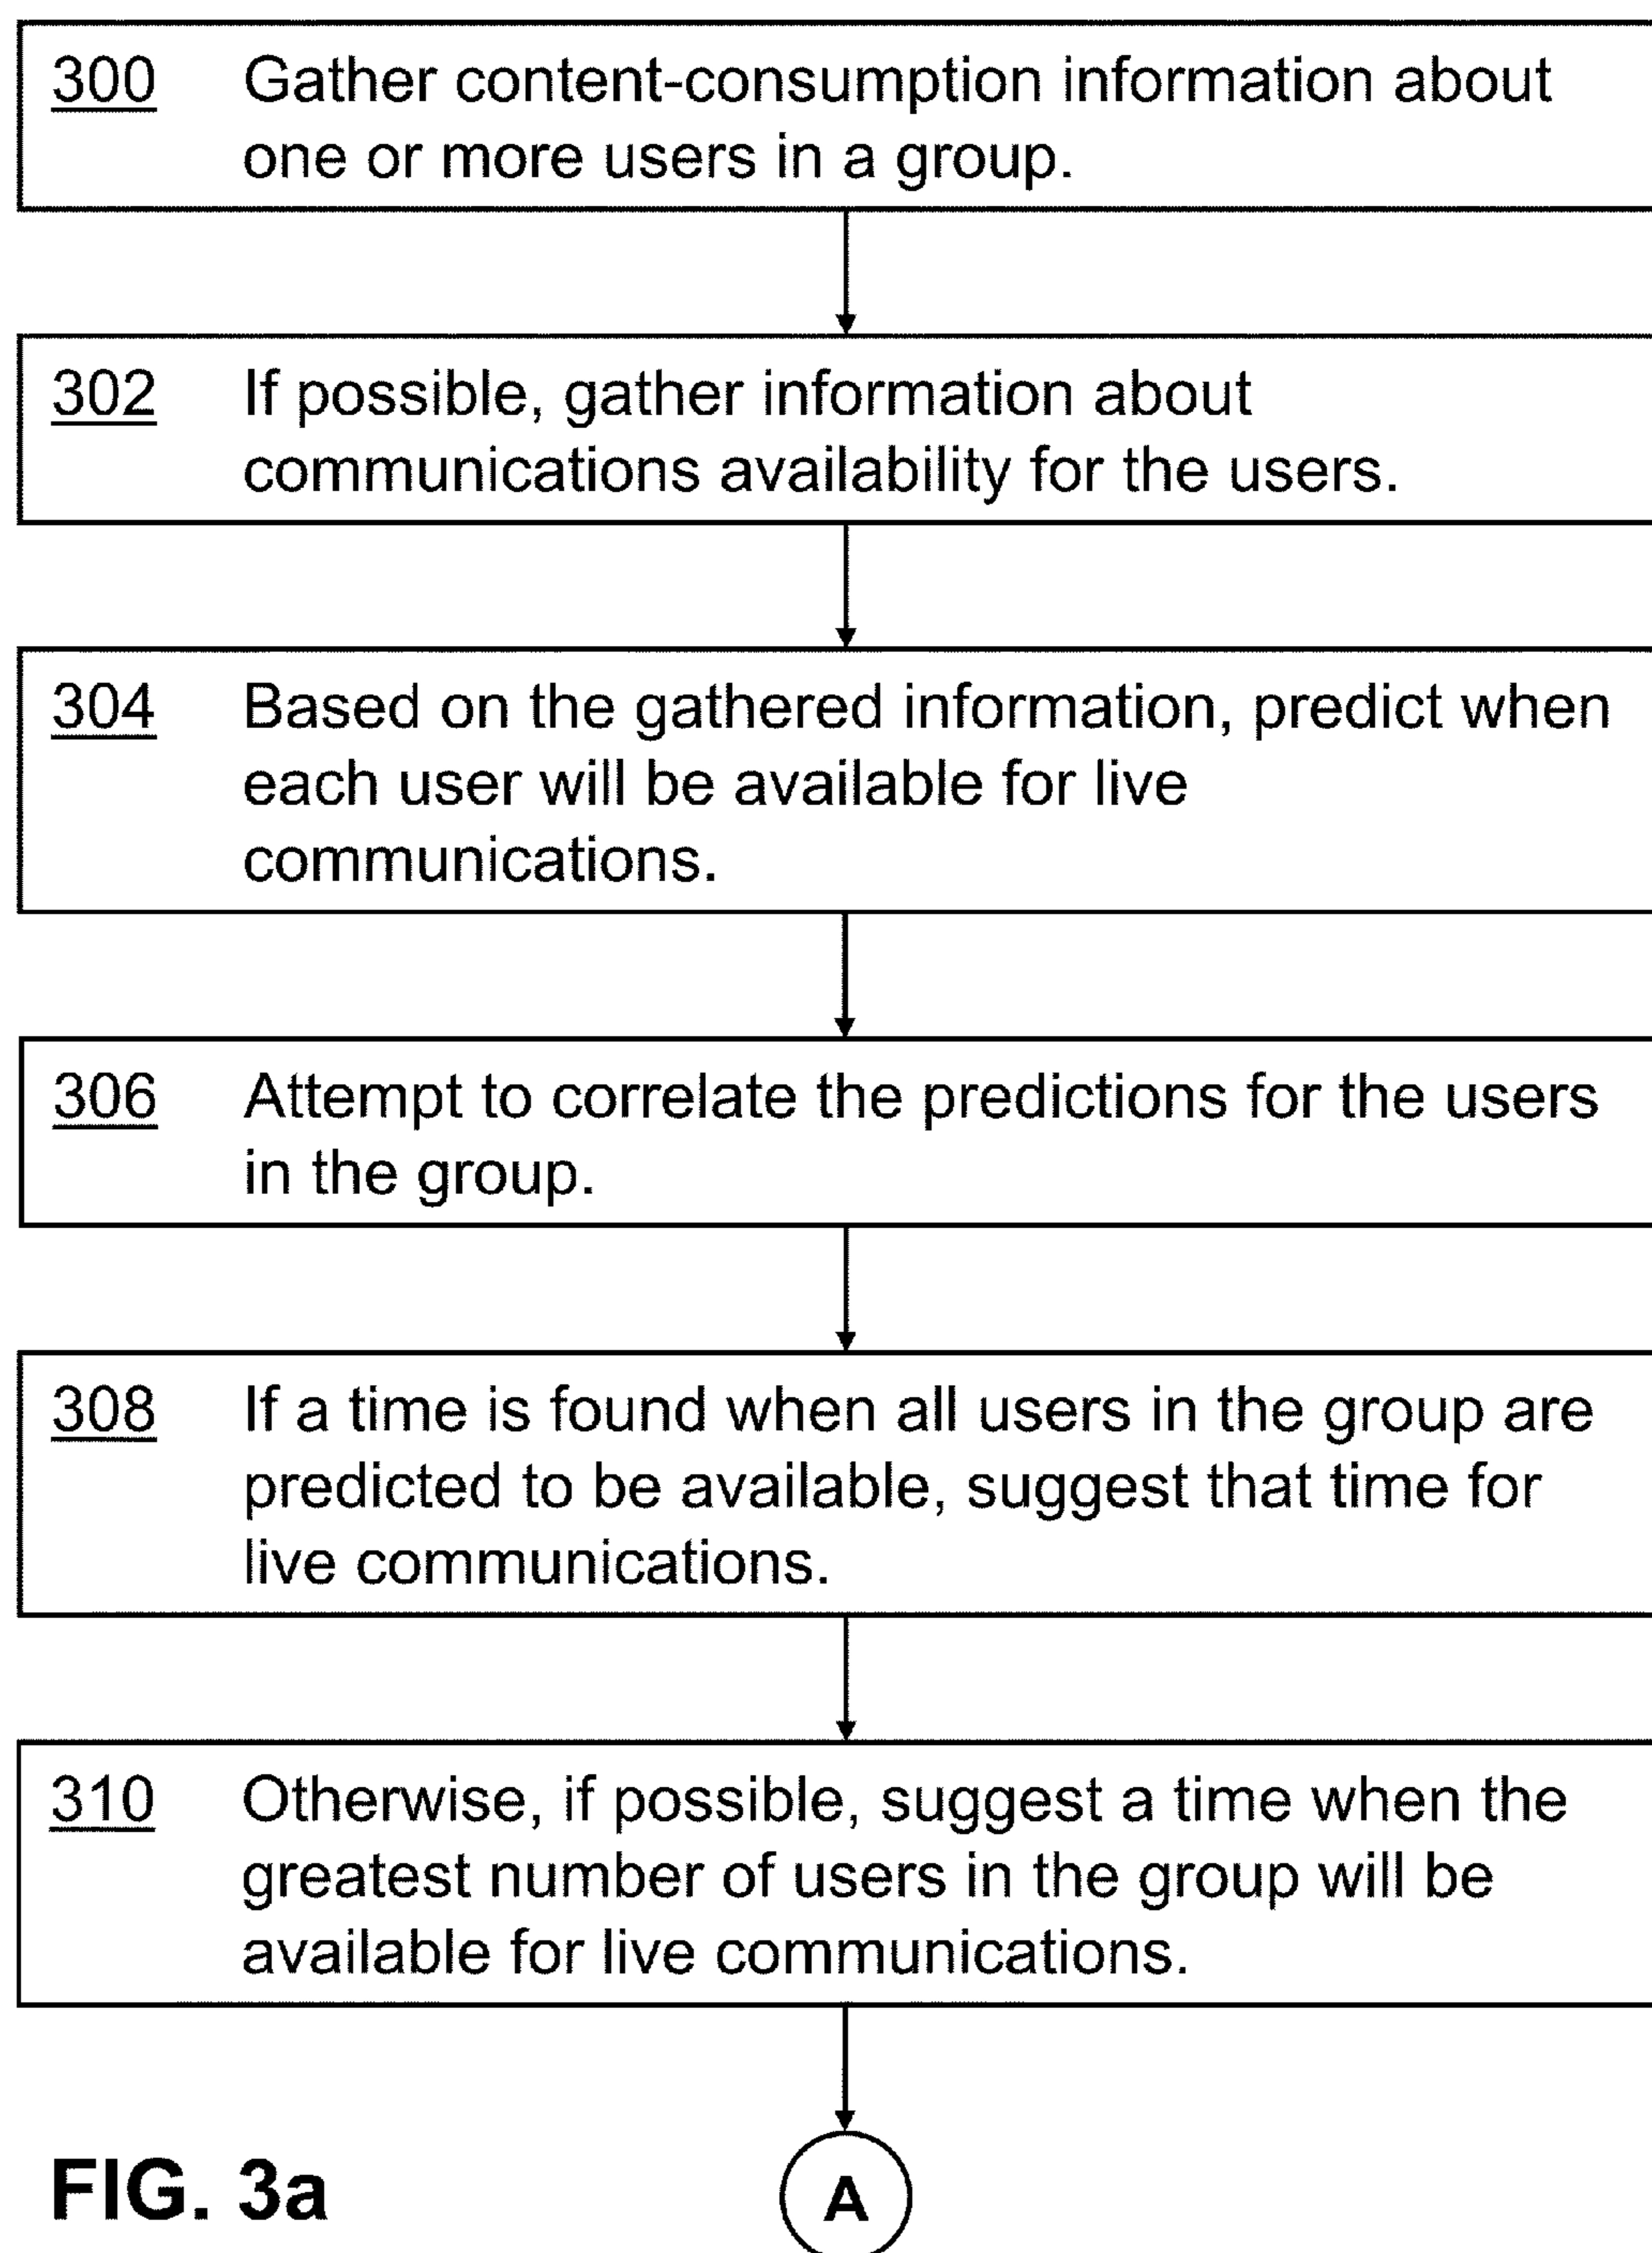 300 Gather content-consumption information about
one or more users in a group.
302 If possible, gather information about
communications availability for the users.
304 Based on the gathered information, predict when
each user will be available for live
communications.
306 Attempt to correlate the predictions for the users
in the group.
308 If a time is found when all users in the group are
predicted to be available, suggest that time for
live communications.
310 Otherwise, if possible, suggest a time when the
greatest number of users in the group will be
available for live communications.
FIG. 3a
A